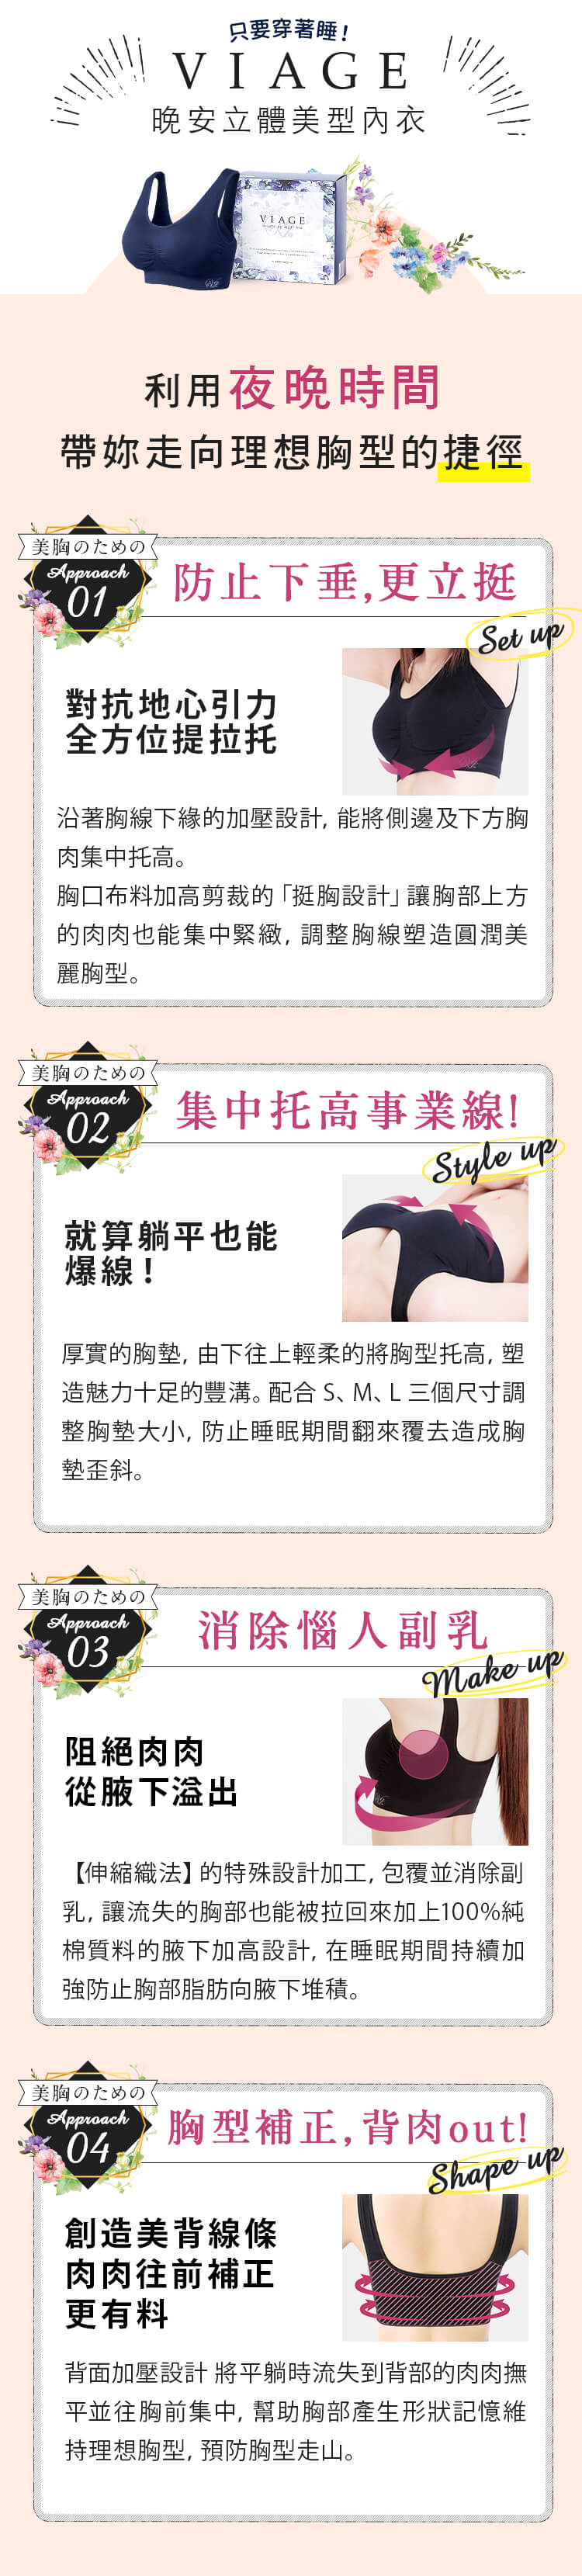 只要穿著睡!
VIAGE
晚安立體美型內衣
VIAGE
利用夜晚時間
帶妳走向理想胸型的捷徑
美胸のための
Approach
01
防止下垂,更立挺
Set up
對抗地心引力
全方位提拉托
沿著胸線下緣的加壓設計, 能將側邊及下方胸
肉集中托高。
胸口布料加高剪裁的「挺胸設計」讓胸部上方
的肉肉也能集中緊緻, 調整胸線塑造圓潤美
麗胸型。
美胸のための
Approach
02
集中托高事業線!
Style up
就算躺平也能
爆線!
厚實的胸墊, 由下往上輕柔的將胸型托高, 塑
造魅力十足的豐溝。配合 S、M、L 三個尺寸調
整胸墊大小, 防止睡眠期間翻來覆去造成胸
墊歪斜。
美胸のための
Approach
03
消除惱人副乳
Make up
阻絕肉肉
從腋下溢出
【伸縮織法】的特殊設計加工, 包覆並消除副
乳, 讓流失的胸部也能被拉回來加上100%純
棉質料的腋下加高設計, 在睡眠期間持續加
強防止胸部脂肪向腋下堆積。
美胸のための
Approach
04
胸型補正,背肉out!
Shape up
創造美背線條
肉肉往前補正
更有料
背面加壓設計 將平躺時流失到背部的肉肉撫
平並往胸前集中, 幫助胸部產生形狀記憶維
持理想胸型, 預防胸型走山。